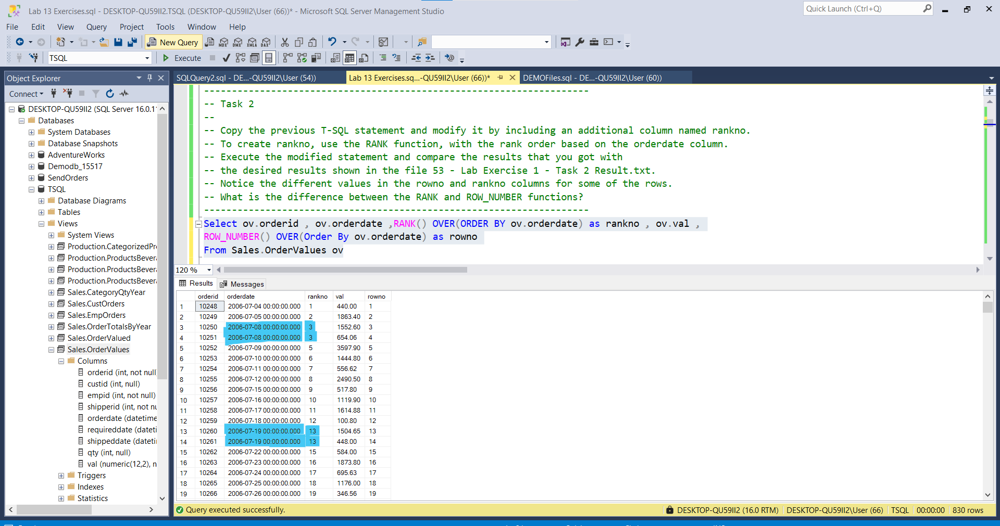 Lab 13 Exercises.sql - DESKTOP-QU59II2.TSQL (DESKTOP-QU59II2\User (66))* - Microsoft SQL Server Management Studio
Quick Launch (Ctrl+Q)
File Edit View Query Project Tools Window Help
New Query MDX DMX XMLA DAX
TSQL Execute
Object Explorer
SQLQuery2.sql - DE...-QU59II2\User (54))
Lab 13 Exercises.sq...-QU59II2\User (66))*
DEMOFiles.sql - DE...-QU59II2\User (60))
Connect
DESKTOP-QU59II2 (SQL Server 16.0.1
Databases
System Databases
Database Snapshots
AdventureWorks
Demodb_15517
SendOrders
TSQL
Database Diagrams
Tables
Views
System Views
Production.CategorizedPr
Production.ProductsBever
Production.ProductsBever
Production.ProductsBever
Sales.CategoryQtyYear
Sales.CustOrders
Sales.EmpOrders
Sales.OrderTotalsByYear
Sales.OrderValued
Sales.OrderValues
Columns
orderid (int, not null
custid (int, null)
empid (int, not null)
shipperid (int, not nu
orderdate (datetime
requireddate (dateti
shippeddate (dateti
qty (int, null)
val (numeric(12,2), n
Triggers
Indexes
Statistics
---------------------------------------------------------------------
-- Task 2
--
-- Copy the previous T-SQL statement and modify it by including an additional column named rankno.
-- To create rankno, use the RANK function, with the rank order based on the orderdate column.
-- Execute the modified statement and compare the results that you got with
-- the desired results shown in the file 53 - Lab Exercise 1 - Task 2 Result.txt.
-- Notice the different values in the rowno and rankno columns for some of the rows.
-- What is the difference between the RANK and ROW_NUMBER functions?
---------------------------------------------------------------------
Select ov.orderid , ov.orderdate ,RANK() OVER(ORDER BY ov.orderdate) as rankno , ov.val ,
ROW_NUMBER() OVER(Order By ov.orderdate) as rowno
From Sales.OrderValues ov
120 %
Results Messages
orderid orderdate rankno val rowno
1 10248 2006-07-04 00:00:00.000 1 440.00 1
2 10249 2006-07-05 00:00:00.000 2 1863.40 2
3 10250 2006-07-08 00:00:00.000 3 1552.60 3
4 10251 2006-07-08 00:00:00.000 3 654.06 4
5 10252 2006-07-09 00:00:00.000 5 3597.90 5
6 10253 2006-07-10 00:00:00.000 6 1444.80 6
7 10254 2006-07-11 00:00:00.000 7 556.62 7
8 10255 2006-07-12 00:00:00.000 8 2490.50 8
9 10256 2006-07-15 00:00:00.000 9 517.80 9
10 10257 2006-07-16 00:00:00.000 10 1119.90 10
11 10258 2006-07-17 00:00:00.000 11 1614.88 11
12 10259 2006-07-18 00:00:00.000 12 100.80 12
13 10260 2006-07-19 00:00:00.000 13 1504.65 13
14 10261 2006-07-19 00:00:00.000 13 448.00 14
15 10262 2006-07-22 00:00:00.000 15 584.00 15
16 10263 2006-07-23 00:00:00.000 16 1873.80 16
17 10264 2006-07-24 00:00:00.000 17 695.63 17
18 10265 2006-07-25 00:00:00.000 18 1176.00 18
19 10266 2006-07-26 00:00:00.000 19 346.56 19
Query executed successfully.
DESKTOP-QU59II2 (16.0 RTM) DESKTOP-QU59II2\User (66) TSQL 00:00:00 830 rows